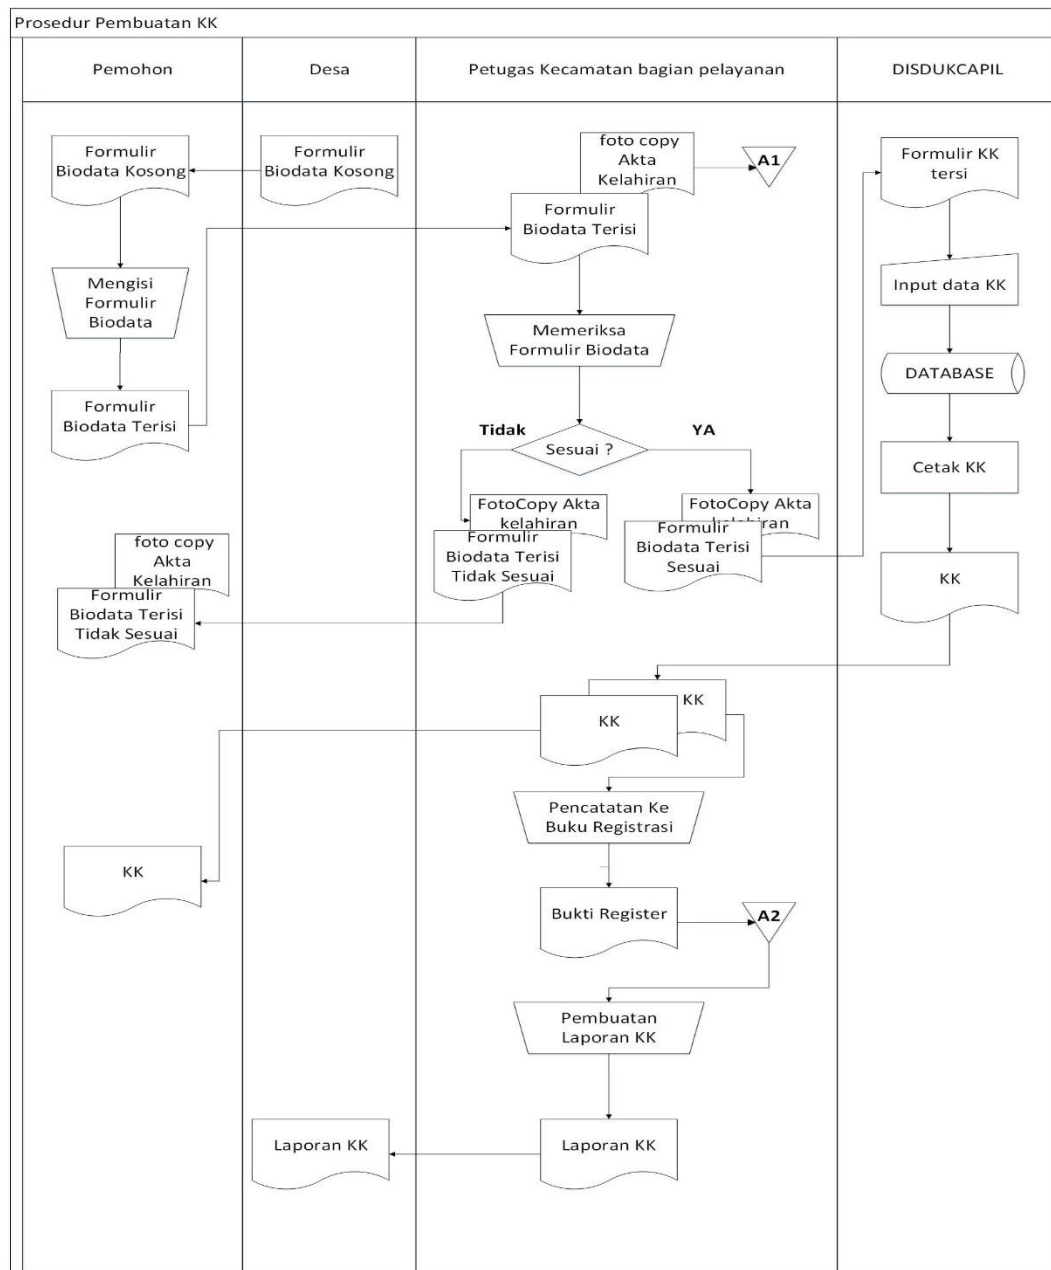 Prosedur Pembuatan KK
Pemohon
Desa
Petugas Kecamatan bagian pelayanan
DISDUKCAPIL
Formulir
Biodata Kosong
Formulir
Biodata Kosong
foto copy
Akta
Kelahiran
A1
Formulir KK
tersi
Formulir
Biodata Terisi
Mengisi
Formulir
Biodata
Input data KK
Memeriksa
Formulir Biodata
DATABASE
Formulir
Biodata Terisi
Tidak
YA
Sesuai ?
Cetak KK
FotoCopy Akta
kelahiran
Formulir
Biodata Terisi
Tidak Sesuai
FotoCopy Akta
kelahiran
Formulir
Biodata Terisi
Sesuai
foto copy
Akta
Kelahiran
Formulir
Biodata Terisi
Tidak Sesuai
KK
KK
KK
Pencatatan Ke
Buku Registrasi
KK
Bukti Register
A2
Pembuatan
Laporan KK
Laporan KK
Laporan KK